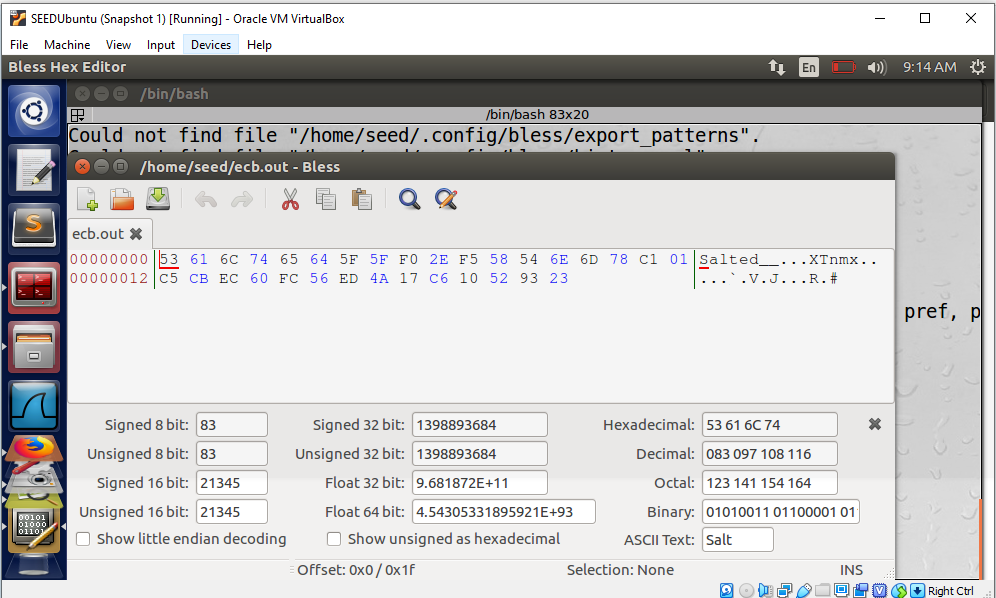 SEEDUbuntu (Snapshot 1) [Running] - Oracle VM VirtualBox
File Machine View Input Devices Help
Bless Hex Editor En 9:14 AM
/bin/bash
/bin/bash 83x20
Could not find file "/home/seed/.config/bless/export_patterns".
/home/seed/ecb.out - Bless
ecb.out
00000000 53 61 6C 74 65 64 5F 5F F0 2E F5 58 54 6E 6D 78 C1 01 Salted__...XTnmx..
00000012 C5 CB EC 60 FC 56 ED 4A 17 C6 10 52 93 23 ...`.V.J...R.#
pref, p
Signed 8 bit: 83 Signed 32 bit: 1398893684 Hexadecimal: 53 61 6C 74
Unsigned 8 bit: 83 Unsigned 32 bit: 1398893684 Decimal: 083 097 108 116
Signed 16 bit: 21345 Float 32 bit: 9.681872E+11 Octal: 123 141 154 164
Unsigned 16 bit: 21345 Float 64 bit: 4.54305331895921E+93 Binary: 01010011 01100001 01
Show little endian decoding Show unsigned as hexadecimal ASCII Text: Salt
Offset: 0x0 / 0x1f Selection: None INS
Right Ctrl